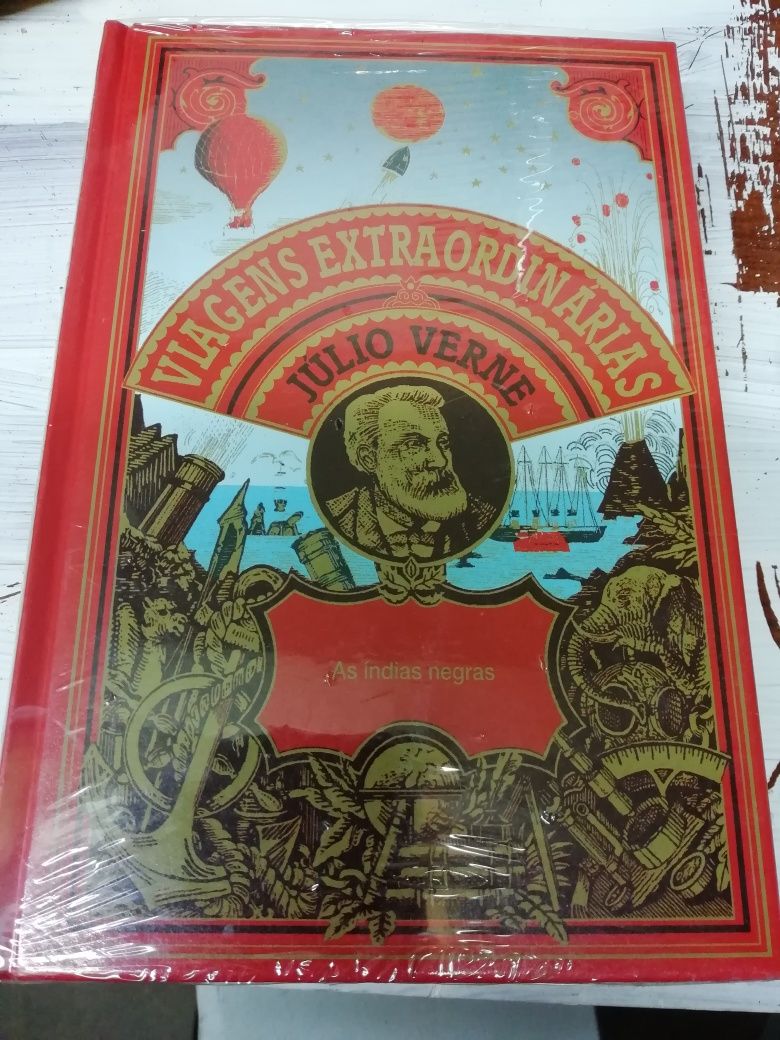 VIAGENS EXTRAORDINÁRIAS
JÚLIO VERNE
As índias negras